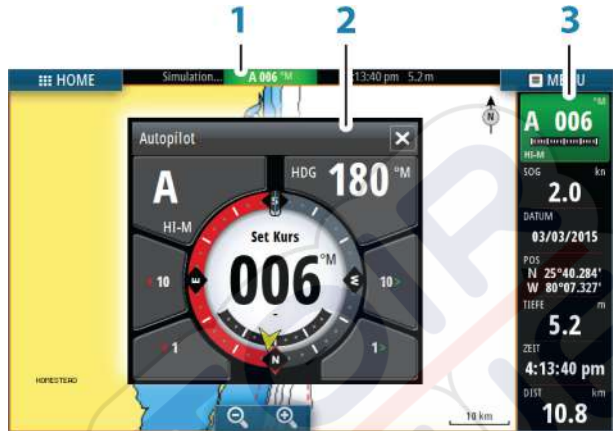 1 2 3
HOME Simulation... A 006 °M 4:13:40 pm 5.2 m MENU
N
Autopilot
A
HI-M
HDG 180 °M
S
Set Kurs
006 °M
-
E W
<10 10>
<1 1>
N
HOMESTEAD
10 km
°M
A 006
HI-M
SOG kn
2.0
DATUM
03/03/2015
POS
N 25°40.284'
W 80°07.327'
TIEFE m
5.2
ZEIT
4:13:40 pm
DIST km
10.8